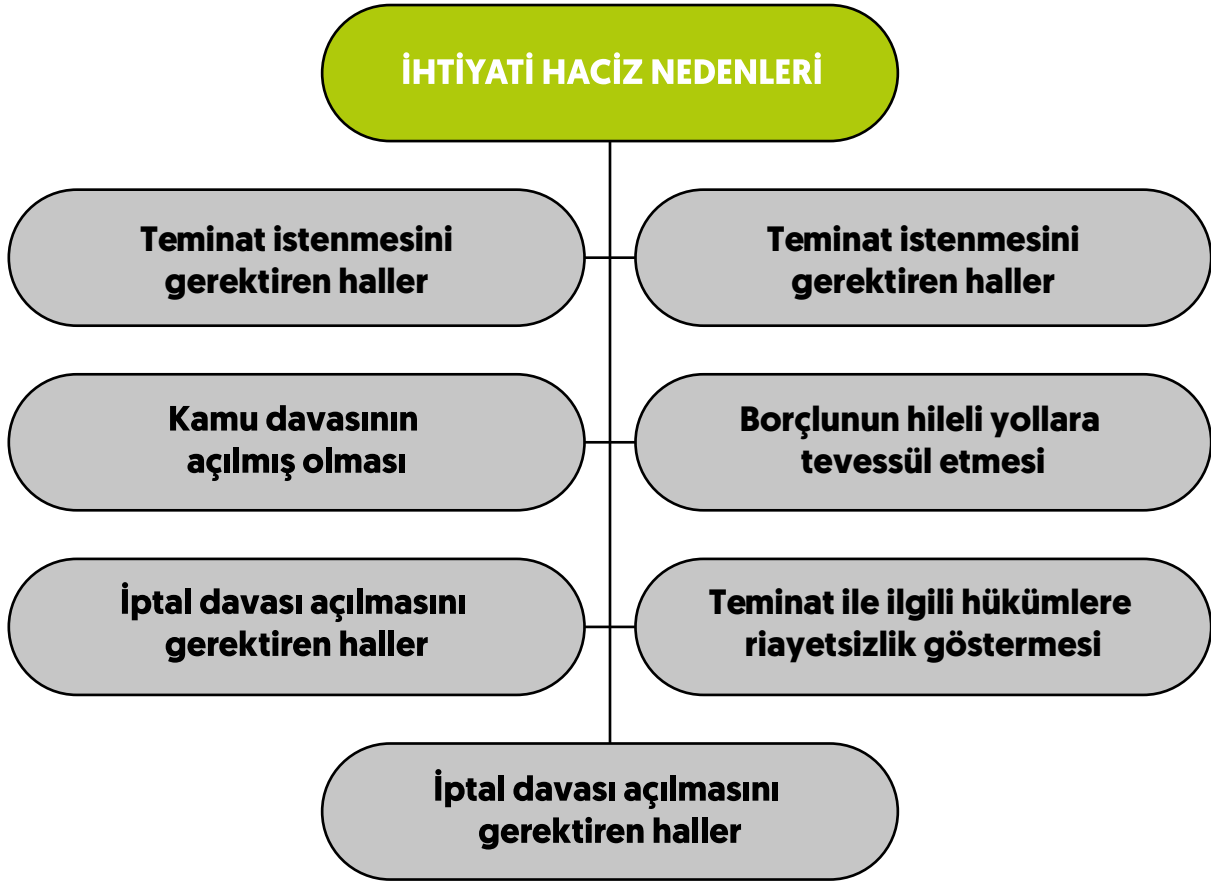 İHTİYATİ HACİZ NEDENLERİ
Teminat istenmesini
gerektiren haller
Teminat istenmesini
gerektiren haller
Kamu davasının
açılmış olması
Borçlunun hileli yollara
tevessül etmesi
İptal davası açılmasını
gerektiren haller
Teminat ile ilgili hükümlere
riayetsizlik göstermesi
İptal davası açılmasını
gerektiren haller